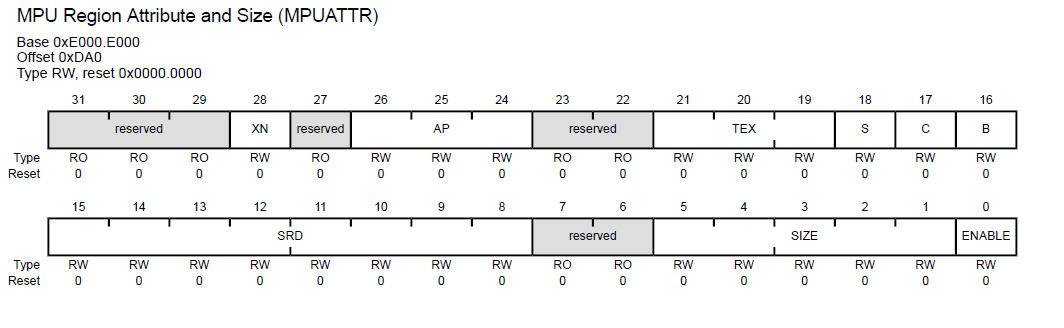 MPU Region Attribute and Size (MPUATTR)
Base 0xE000.E000
Offset 0xDA0
Type RW, reset 0x0000.0000
31 30 29 28 27 26 25 24 23 22 21 20 19 18 17 16
reserved XN reserved AP reserved TEX S C B
Type RO RO RO RW RO RW RW RW RO RO RW RW RW RW RW RW
Reset 0 0 0 0 0 0 0 0 0 0 0 0 0 0 0 0
15 14 13 12 11 10 9 8 7 6 5 4 3 2 1 0
SRD reserved SIZE ENABLE
Type RW RW RW RW RW RW RW RW RO RO RW RW RW RW RW RW
Reset 0 0 0 0 0 0 0 0 0 0 0 0 0 0 0 0